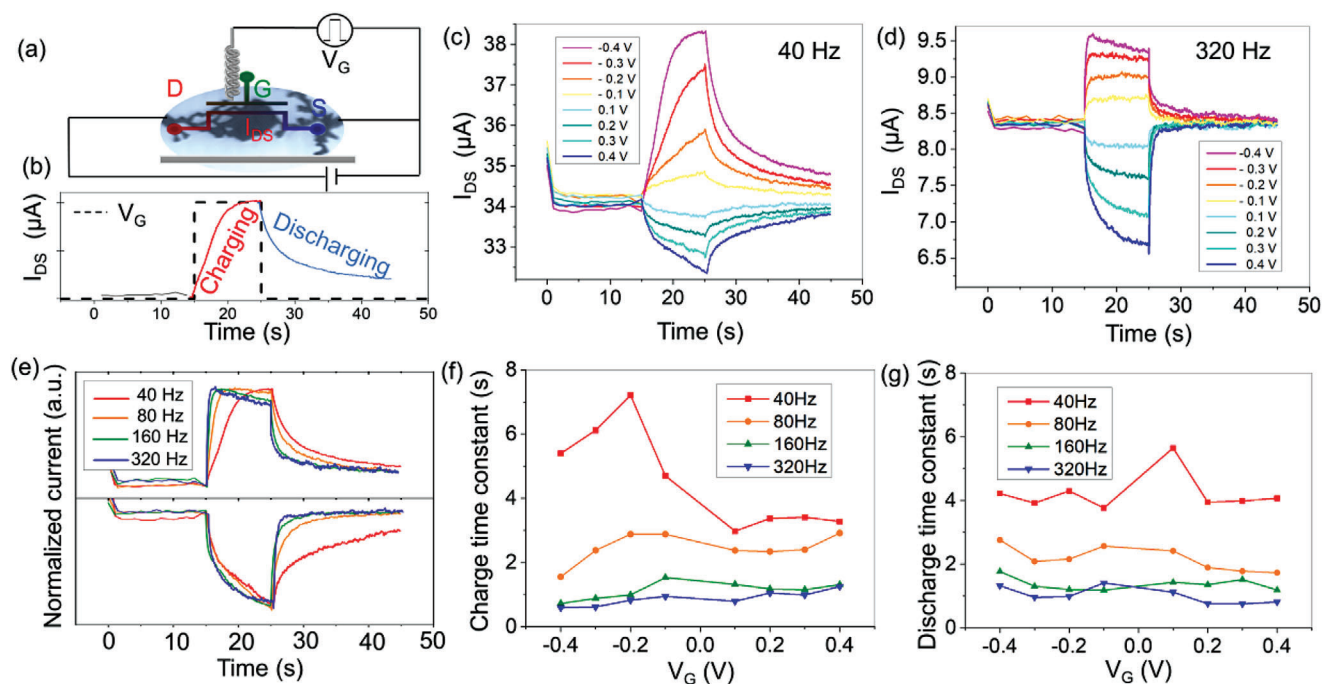 (a)
V_G
D
G
S
I_DS
(b)
I_DS (µA)
V_G
Charging
Discharging
0 10 20 30 40 50
Time (s)
(c)
40 Hz
I_DS (µA)
38
37
36
35
34
33
-0.4 V
- 0.3 V
- 0.2 V
- 0.1 V
0.1 V
0.2 V
0.3 V
0.4 V
0 10 20 30 40 50
Time (s)
(d)
320 Hz
I_DS (µA)
9.5
9.0
8.5
8.0
7.5
7.0
6.5
-0.4 V
- 0.3 V
- 0.2 V
- 0.1 V
0.1 V
0.2 V
0.3 V
0.4 V
0 10 20 30 40 50
Time (s)
(e)
Normalized current (a.u.)
40 Hz
80 Hz
160 Hz
320 Hz
0 10 20 30 40 50
Time (s)
(f)
Charge time constant (s)
8
6
4
2
0
40Hz
80Hz
160Hz
320Hz
-0.4 -0.2 0.0 0.2 0.4
V_G (V)
(g)
Discharge time constant (s)
8
6
4
2
0
40Hz
80Hz
160Hz
320Hz
-0.4 -0.2 0.0 0.2 0.4
V_G (V)